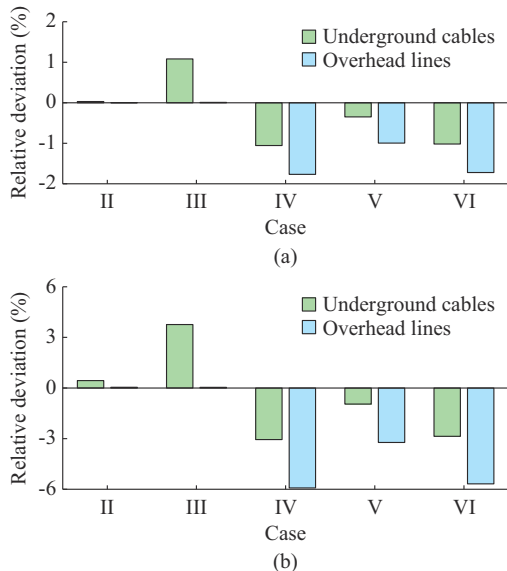 2
Underground cables
Overhead lines
1
0
-1
-2
Relative deviation (%)
II III IV V VI
Case
(a)
6
Underground cables
Overhead lines
3
0
-3
-6
Relative deviation (%)
II III IV V VI
Case
(b)